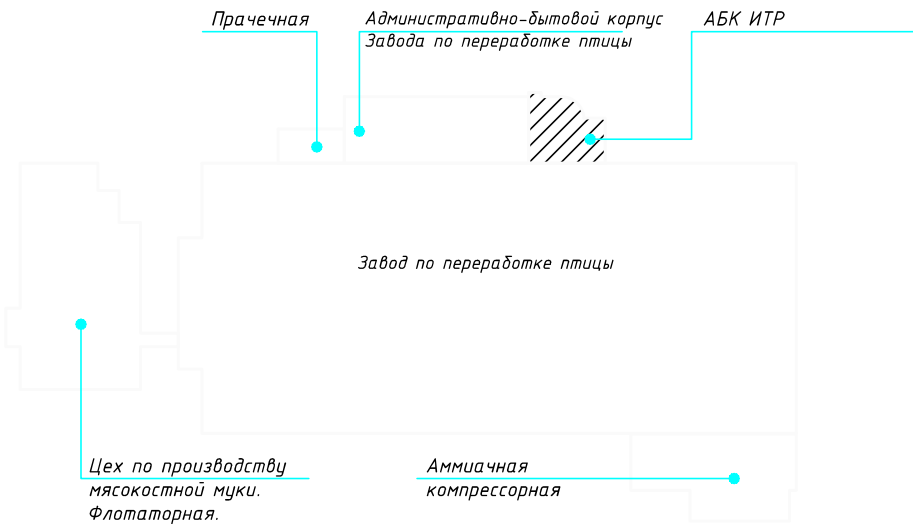 Прачечная
Административно-бытовой корпус
Завода по переработке птицы
АБК ИТР
Завод по переработке птицы
Цех по производству
мясокостной муки.
Флотаторная.
Аммиачная
компрессорная